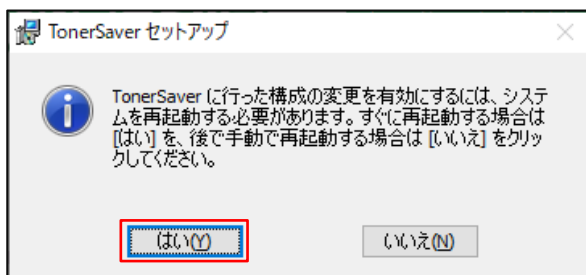 TonerSaver セットアップ
TonerSaver に行った構成の変更を有効にするには、システ
ムを再起動する必要があります。すぐに再起動する場合は
[はい] を、後で手動で再起動する場合は [いいえ] をクリッ
クしてください。
はい(Y)
いいえ(N)